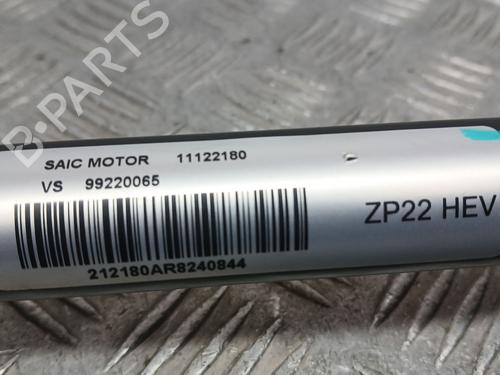 B-PARTS
SAIC MOTOR 11122180
VS 99220065
ZP22 HEV
212180AR8240844